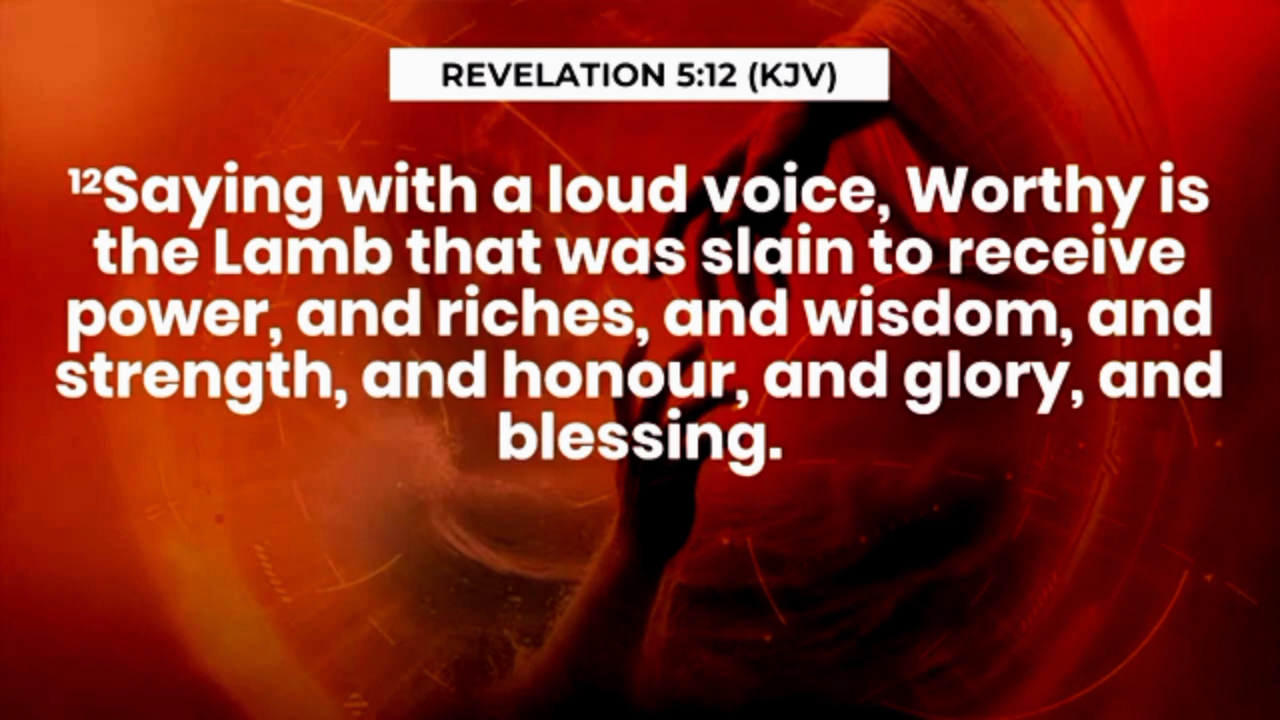 REVELATION 5:12 (KJV)
¹²Saying with a loud voice, Worthy is
the Lamb that was slain to receive
power, and riches, and wisdom, and
strength, and honour, and glory, and
blessing.